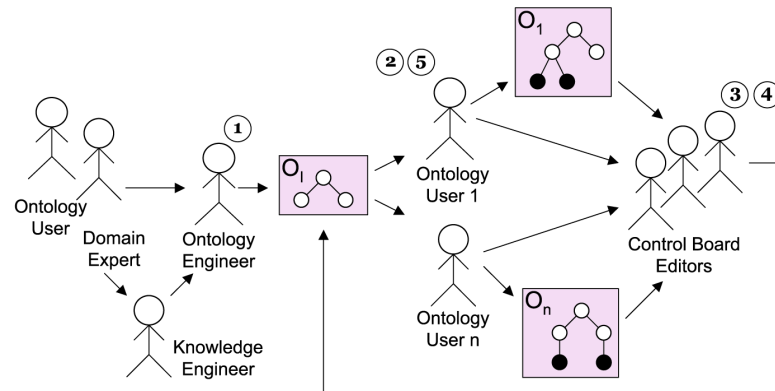 O1
2 5
3 4
1
OI
Ontology
User 1
Ontology
User
Domain
Expert
Ontology
Engineer
Control Board
Editors
Knowledge
Engineer
Ontology
User n
On